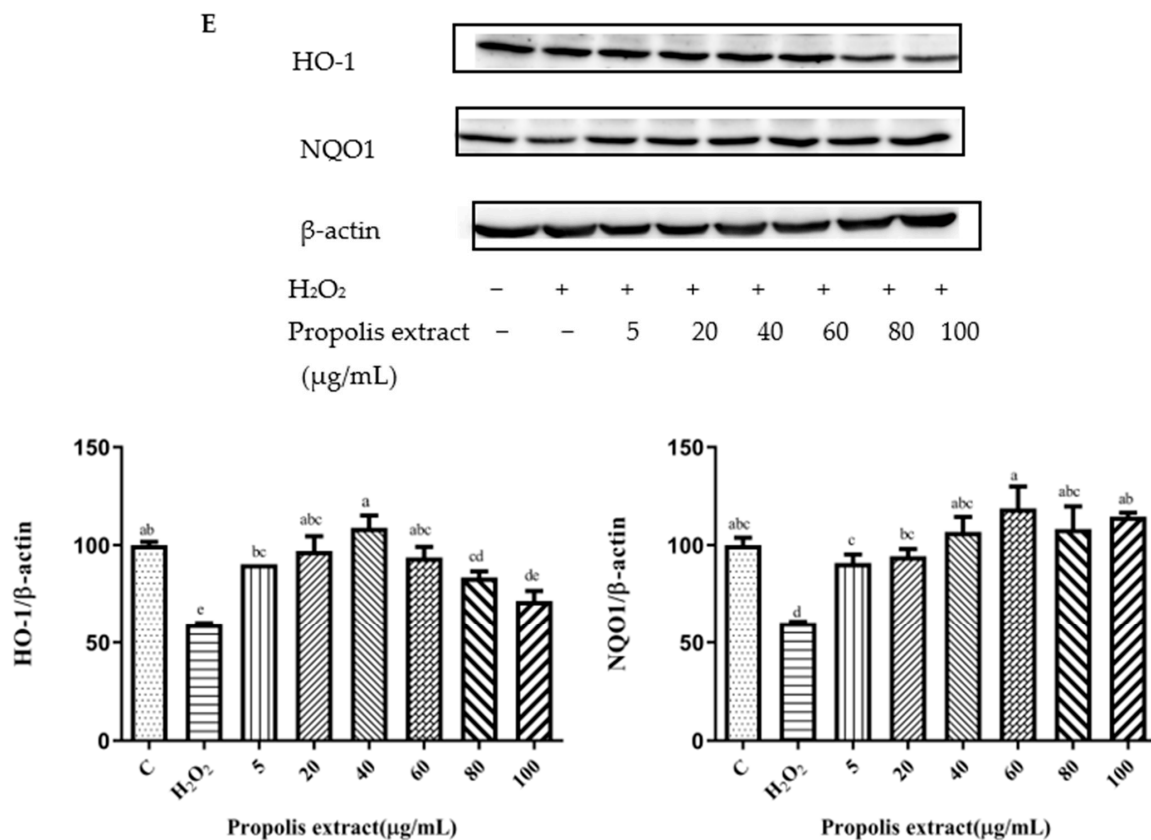 E
HO-1
NQO1
β-actin
H₂O₂ − + + + + + + +
Propolis extract − − 5 20 40 60 80 100
(μg/mL)
HO-1/β-actin
150
100
50
0
ab
e
bc
abc
a
abc
cd
de
C H₂O₂ 5 20 40 60 80 100
Propolis extract(μg/mL)
NQO1/β-actin
150
100
50
0
abc
d
c
bc
abc
a
abc
ab
C H₂O₂ 5 20 40 60 80 100
Propolis extract(μg/mL)